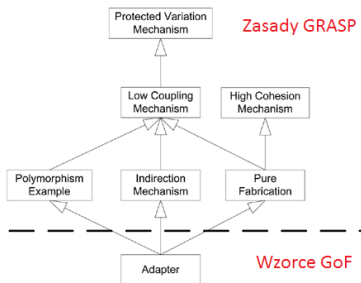 Protected Variation
Mechanism
Zasady GRASP
Low Coupling
Mechanism
High Cohesion
Mechanism
Polymorphism
Example
Indirection
Mechanism
Pure
Fabrication
Adapter
Wzorce GoF